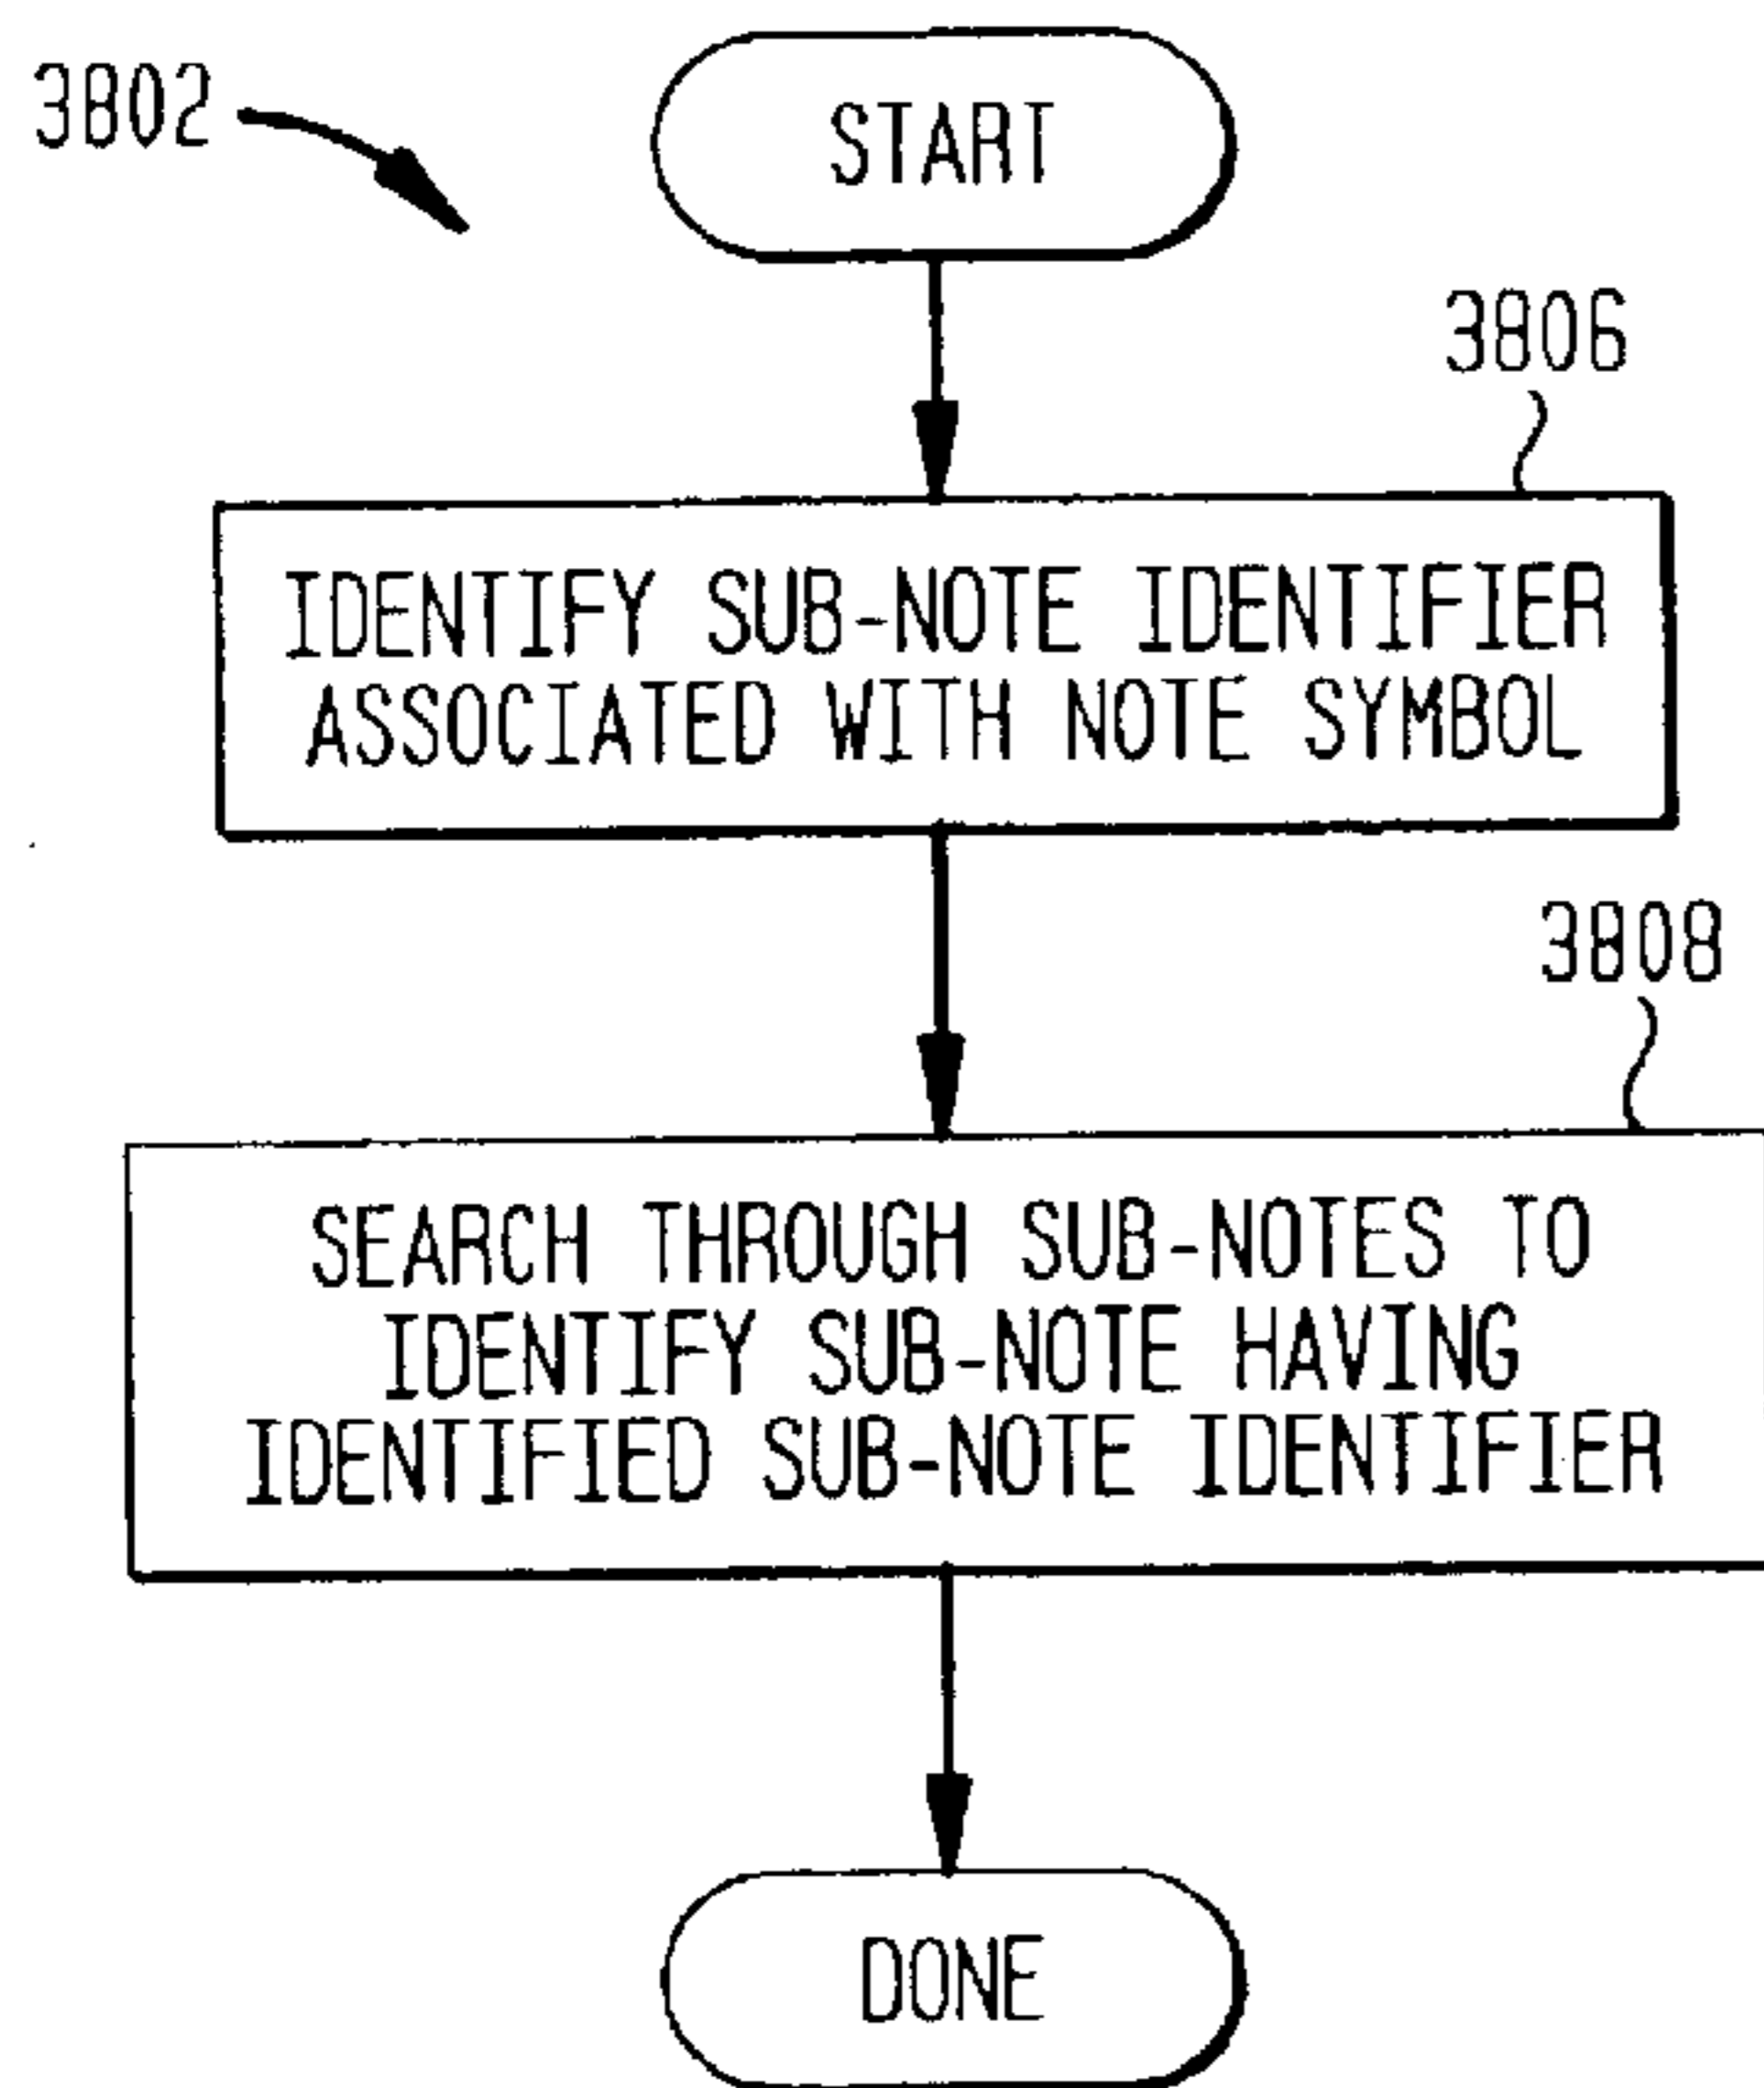 3802
START
3806
IDENTIFY SUB-NOTE IDENTIFIER
ASSOCIATED WITH NOTE SYMBOL
3808
SEARCH THROUGH SUB-NOTES TO
IDENTIFY SUB-NOTE HAVING
IDENTIFIED SUB-NOTE IDENTIFIER
DONE